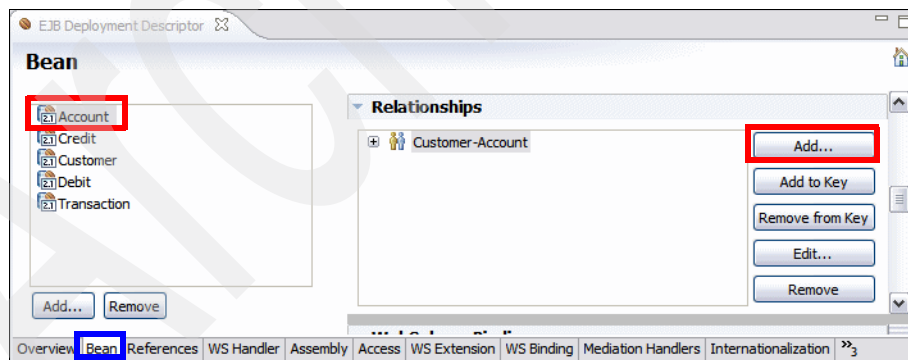 EJB Deployment Descriptor
Bean
Account
Credit
Customer
Debit
Transaction
Add... Remove
Relationships
Customer-Account
Add...
Add to Key
Remove from Key
Edit...
Remove
Overview Bean References WS Handler Assembly Access WS Extension WS Binding Mediation Handlers Internationalization »3